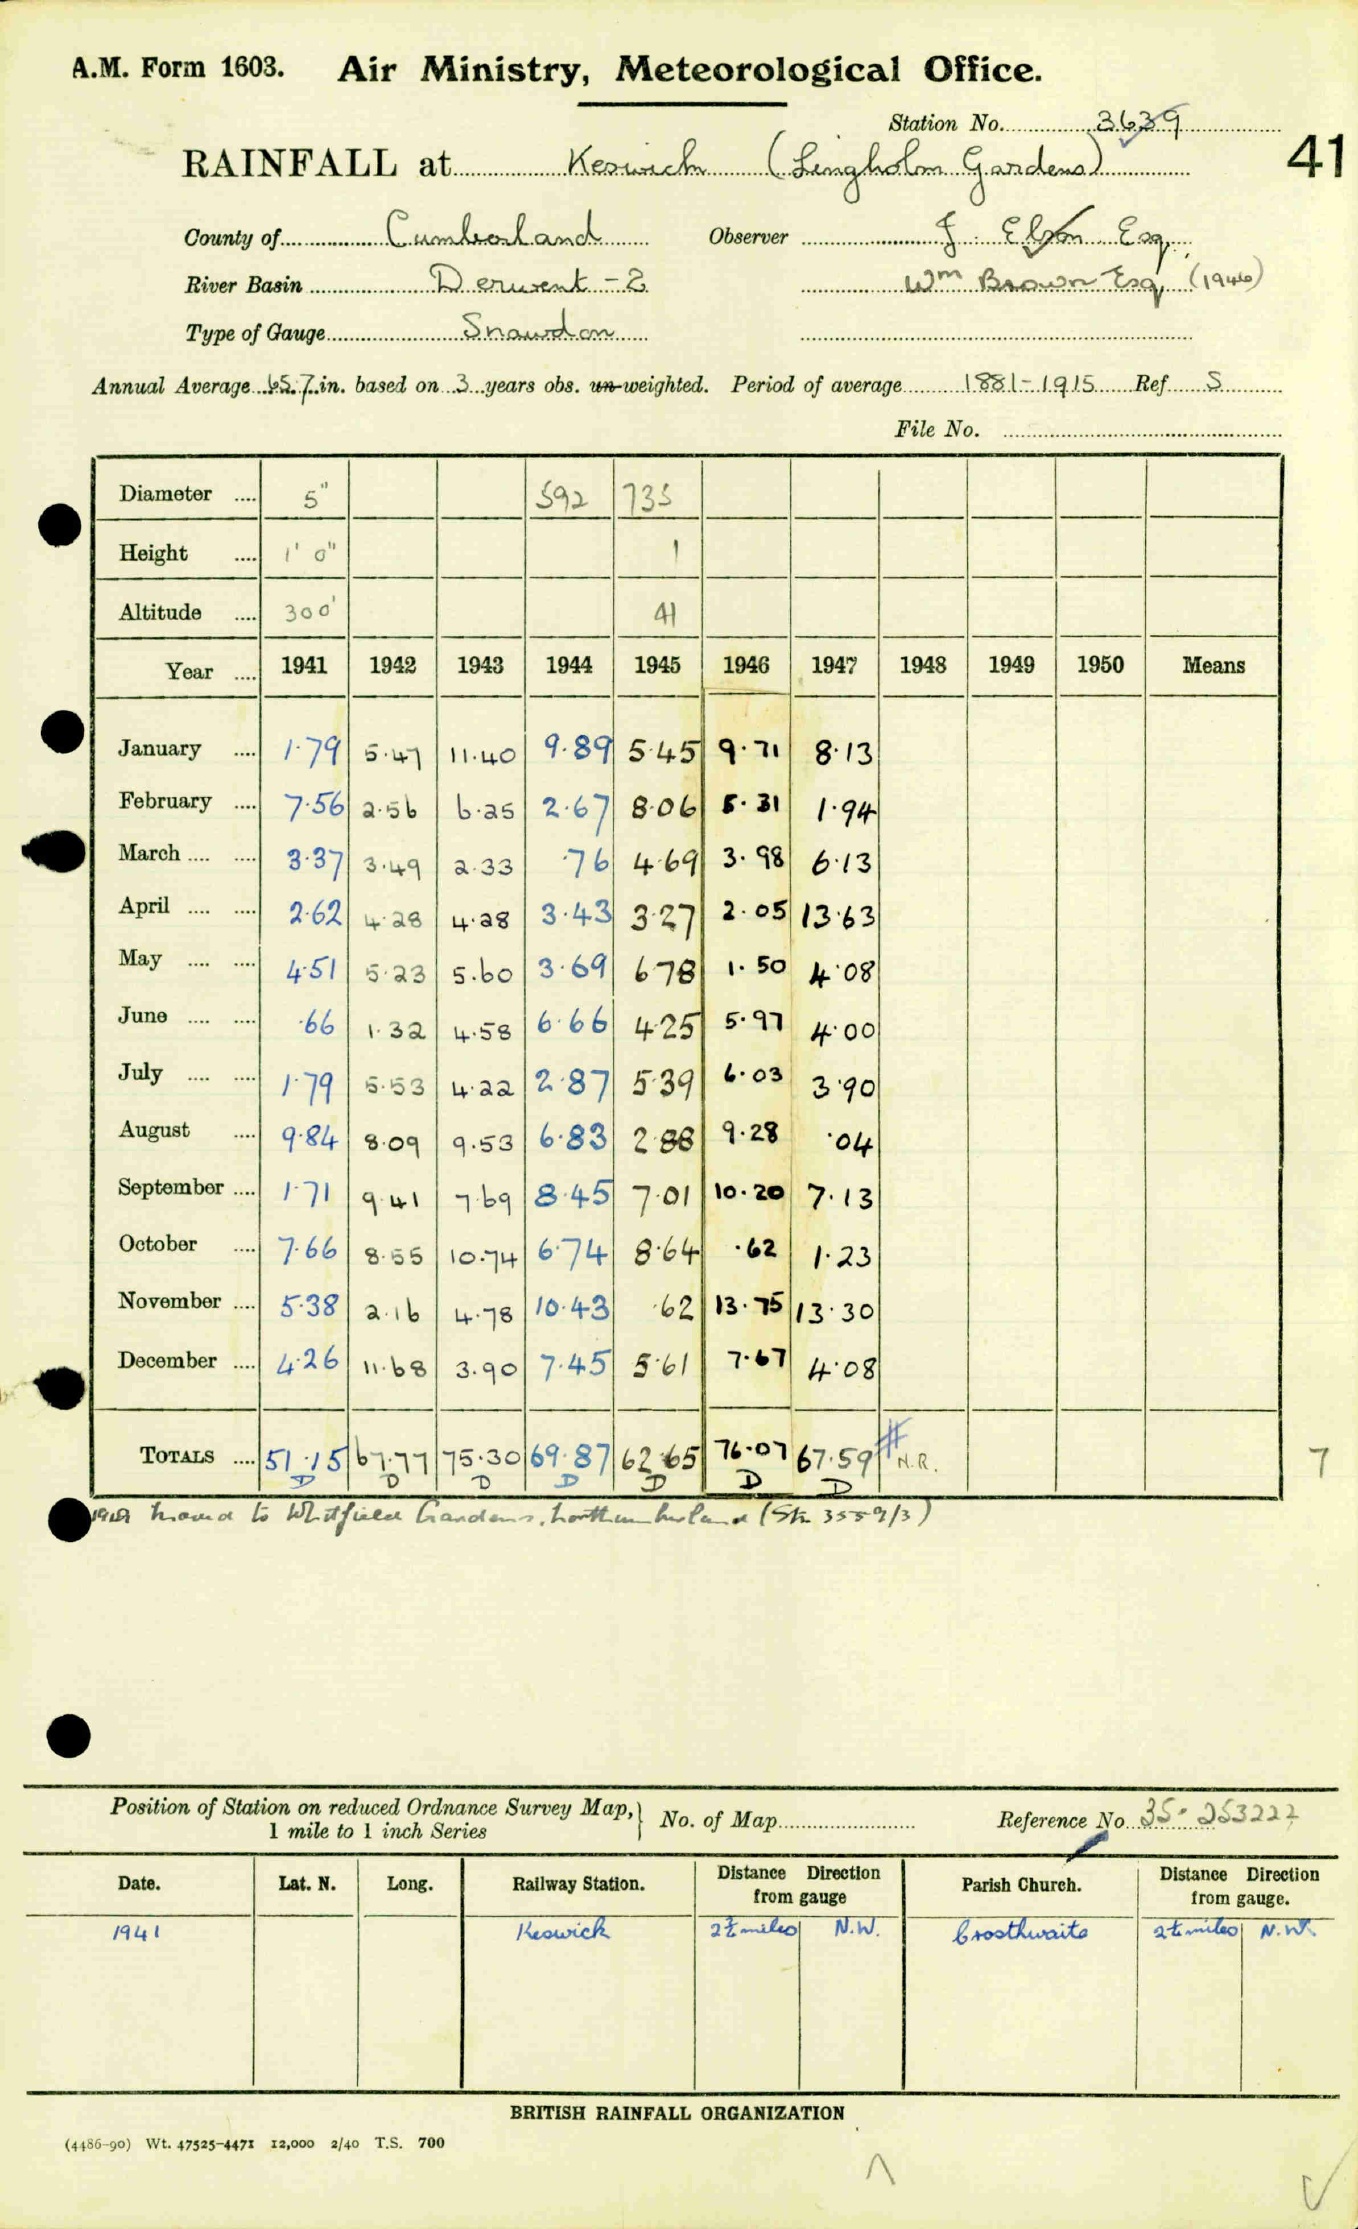 A.M. Form 1603. Air Ministry, Meteorological Office.
Station No. 3639
41
RAINFALL at Keswick (Lingholm Gardens)
County of Cumberland Observer J. Elson Esq.
River Basin Derwent - 2 Wm Brown Esq (1946)
Type of Gauge Snowdon
Annual Average 65.7 in. based on 3 years obs. un-weighted. Period of average 1881-1915 Ref S
File No.
Diameter .... 5" 592 735
Height .... 1' 0" 1
Altitude .... 300' 41
Year .... 1941 1942 1943 1944 1945 1946 1947 1948 1949 1950 Means
January .... 1.79 5.47 11.40 9.89 5.45 9.71 8.13
February .... 7.56 2.56 6.25 2.67 8.06 5.31 1.94
March .... .... 3.37 3.49 2.33 .76 4.69 3.98 6.13
April .... .... 2.62 4.28 4.28 3.43 3.27 2.05 13.63
May .... .... 4.51 5.23 5.60 3.69 6.78 1.50 4.08
June .... .... .66 1.32 4.58 6.66 4.25 5.97 4.00
July .... .... 1.79 5.53 4.22 2.87 5.39 6.03 3.90
August .... 9.84 8.09 9.53 6.83 2.88 9.28 .04
September .... 1.71 9.41 7.69 8.45 7.01 10.20 7.13
October .... 7.66 8.55 10.74 6.74 8.64 .62 1.23
November .... 5.38 2.16 4.78 10.43 .62 13.75 13.30
December .... 4.26 11.68 3.90 7.45 5.61 7.67 4.08
TOTALS .... 51.15 67.77 75.30 69.87 62.65 76.07 67.59 # N.R.
D D D D D D D
7
moved to Whitfield Gardens, Northumberland (Stn 3559/3)
Position of Station on reduced Ordnance Survey Map, } No. of Map Reference No. 35.253222
1 mile to 1 inch Series
Date. Lat. N. Long. Railway Station. Distance Direction from gauge Parish Church. Distance Direction from gauge.
1941 Keswick 2½ miles N.W. Crosthwaite 2½ miles N.W.
BRITISH RAINFALL ORGANIZATION
(4486-90) Wt. 47525-4471 12,000 2/40 T.S. 700